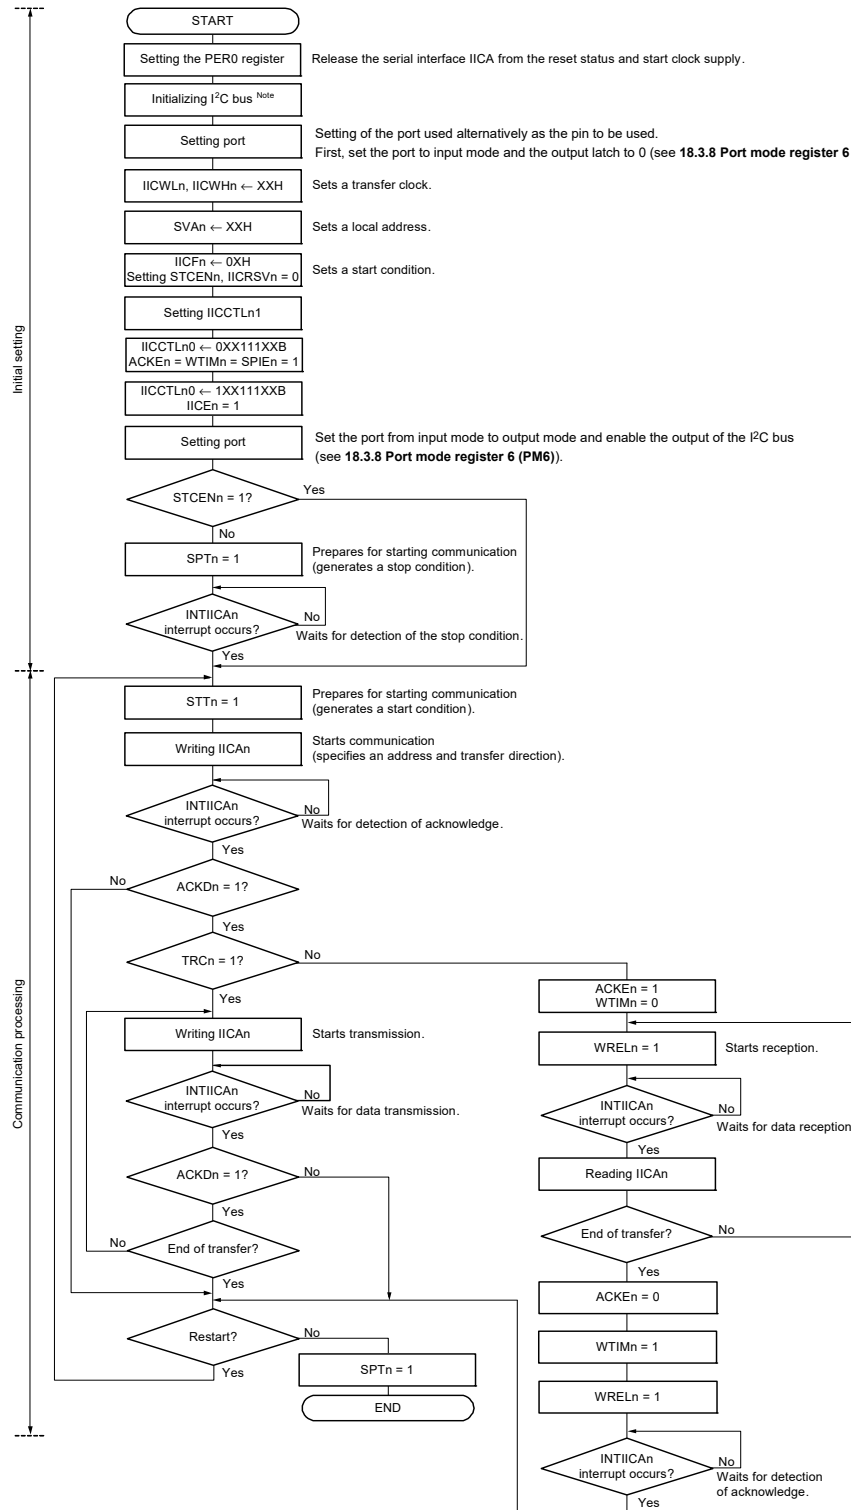 START
Setting the PER0 register
Release the serial interface IICA from the reset status and start clock supply.
Initializing I²C bus Note
Setting port
Setting of the port used alternatively as the pin to be used.
First, set the port to input mode and the output latch to 0 (see 18.3.8 Port mode register 6
IICWLn, IICWHn ← XXH
Sets a transfer clock.
SVAn ← XXH
Sets a local address.
IICFn ← 0XH
Setting STCENn, IICRSVn = 0
Sets a start condition.
Setting IICCTLn1
IICCTLn0 ← 0XX111XXB
ACKEn = WTIMn = SPIEn = 1
IICCTLn0 ← 1XX111XXB
IICEn = 1
Initial setting
Setting port
Set the port from input mode to output mode and enable the output of the I²C bus
(see 18.3.8 Port mode register 6 (PM6)).
STCENn = 1?
Yes
No
SPTn = 1
Prepares for starting communication
(generates a stop condition).
INTIICAn
interrupt occurs?
No
Waits for detection of the stop condition.
Yes
STTn = 1
Prepares for starting communication
(generates a start condition).
Writing IICAn
Starts communication
(specifies an address and transfer direction).
INTIICAn
interrupt occurs?
No
Waits for detection of acknowledge.
Yes
No
ACKDn = 1?
Yes
TRCn = 1?
No
Yes
Communication processing
Writing IICAn
Starts transmission.
INTIICAn
interrupt occurs?
No
Waits for data transmission.
Yes
ACKDn = 1?
No
Yes
No
End of transfer?
Yes
Restart?
No
Yes
SPTn = 1
END
ACKEn = 1
WTIMn = 0
WRELn = 1
Starts reception.
INTIICAn
interrupt occurs?
No
Waits for data reception
Yes
Reading IICAn
End of transfer?
No
Yes
ACKEn = 0
WTIMn = 1
WRELn = 1
INTIICAn
interrupt occurs?
No
Waits for detection
of acknowledge.
Yes